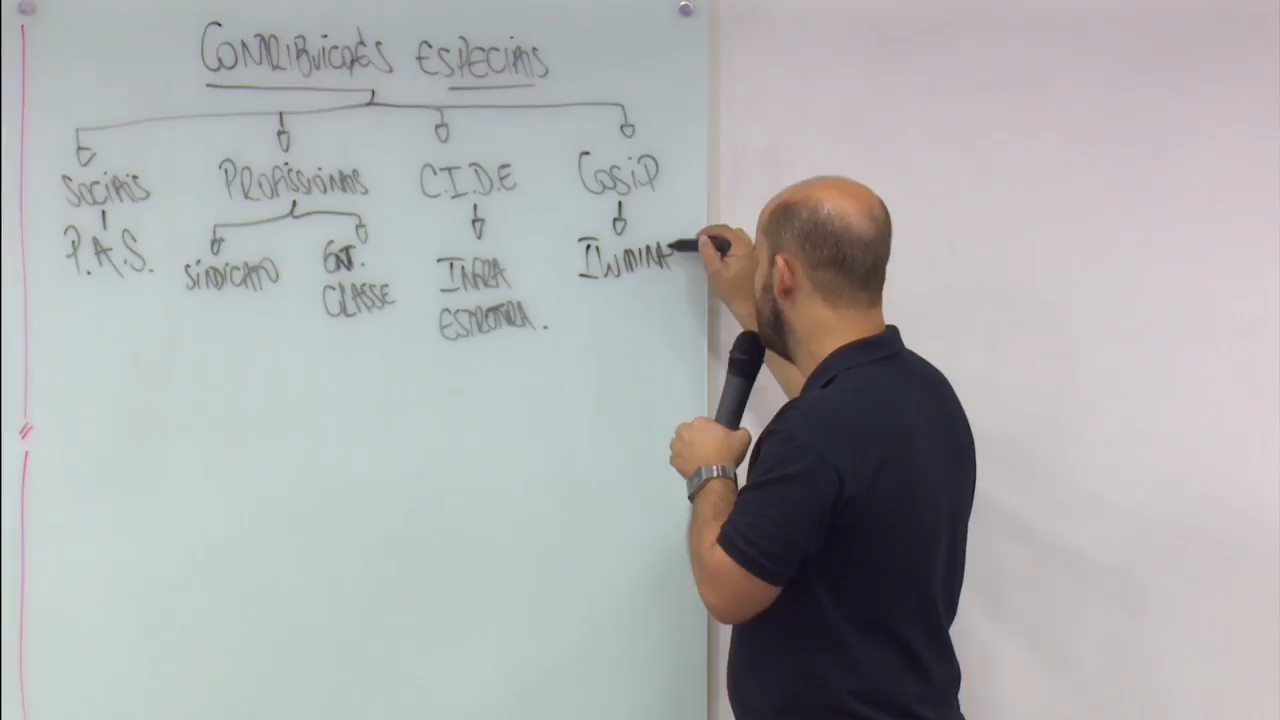 CONTRIBUIÇÕES ESPECIAIS
SOCIAIS
P.A.S.
PROFISSIONAIS
SINDICATO
ENT.
CLASSE
C.I.D.E
INFRA
ESTRUTURA.
COSIP
ILUMINA